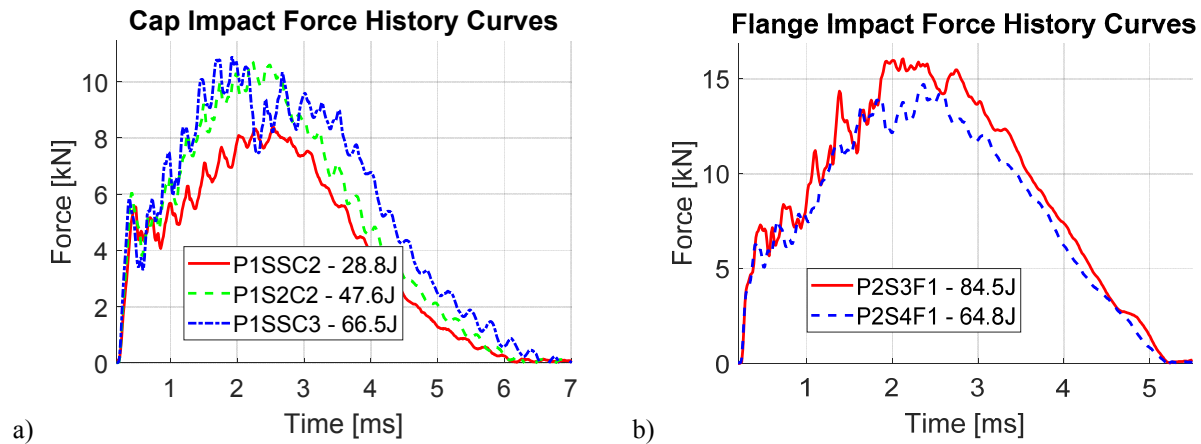 Cap Impact Force History Curves
Force [kN]
10
8
6
4
2
0
P1SSC2 - 28.8J
P1S2C2 - 47.6J
P1SSC3 - 66.5J
1 2 3 4 5 6 7
Time [ms]
a)
Flange Impact Force History Curves
Force [kN]
15
10
5
0
P2S3F1 - 84.5J
P2S4F1 - 64.8J
1 2 3 4 5
Time [ms]
b)